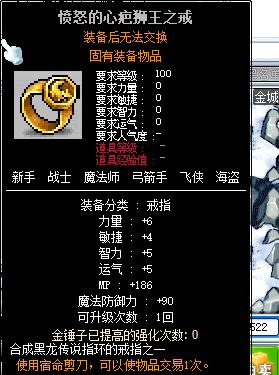 愤怒的心疤狮王之戒
装备后无法交换
固有装备物品
要求等级: 100
要求力量: 0
要求敏捷: 0
要求智力: 0
要求运气: 0
要求人气度: -
道具等级: -
道具经验值: -
新手 战士 魔法师 弓箭手 飞侠 海盗
装备分类: 戒指
力量: +6
敏捷: +4
智力: +5
运气: +5
MP: +186
魔法防御力: +90
可升级次数: 1回
金锤子已提高的强化次数: 0
合成黑龙传说指环的戒指之一
使用宿命剪刀，可以使物品交易1次。
金城
522